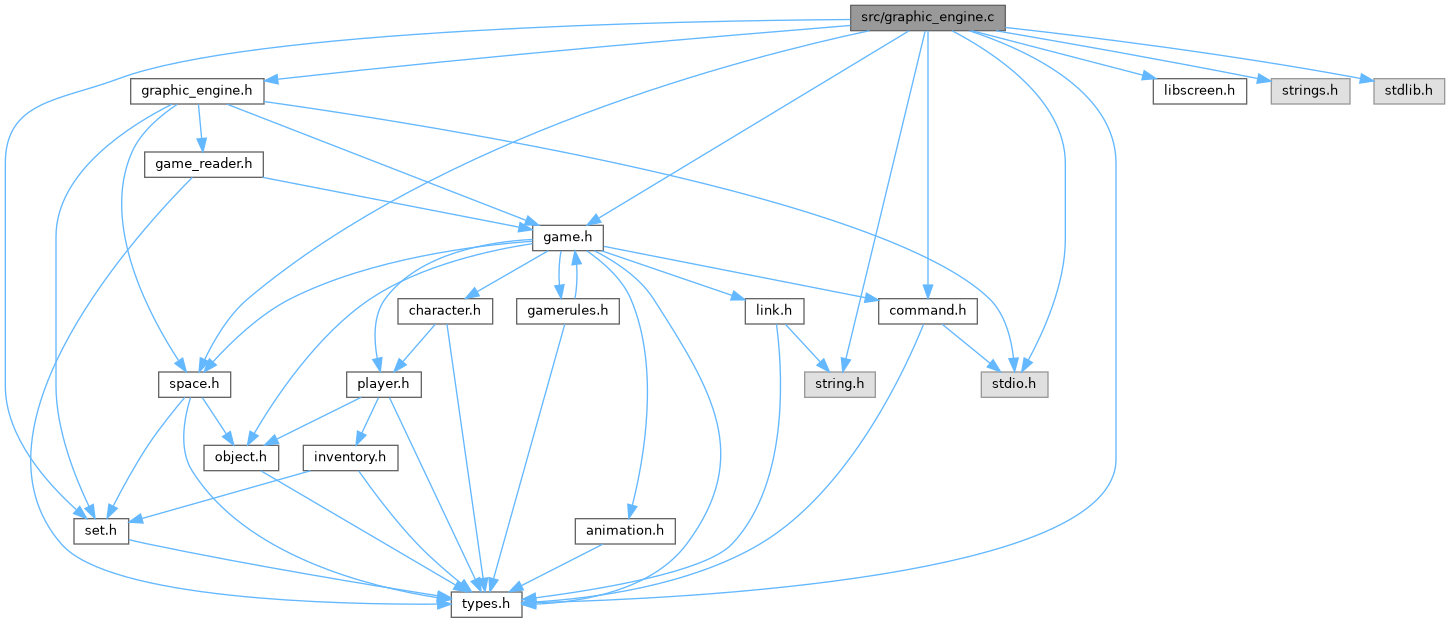 src/graphic_engine.c
graphic_engine.h
libscreen.h
strings.h
stdlib.h
game_reader.h
game.h
character.h
gamerules.h
link.h
command.h
space.h
player.h
string.h
stdio.h
object.h
inventory.h
set.h
animation.h
types.h